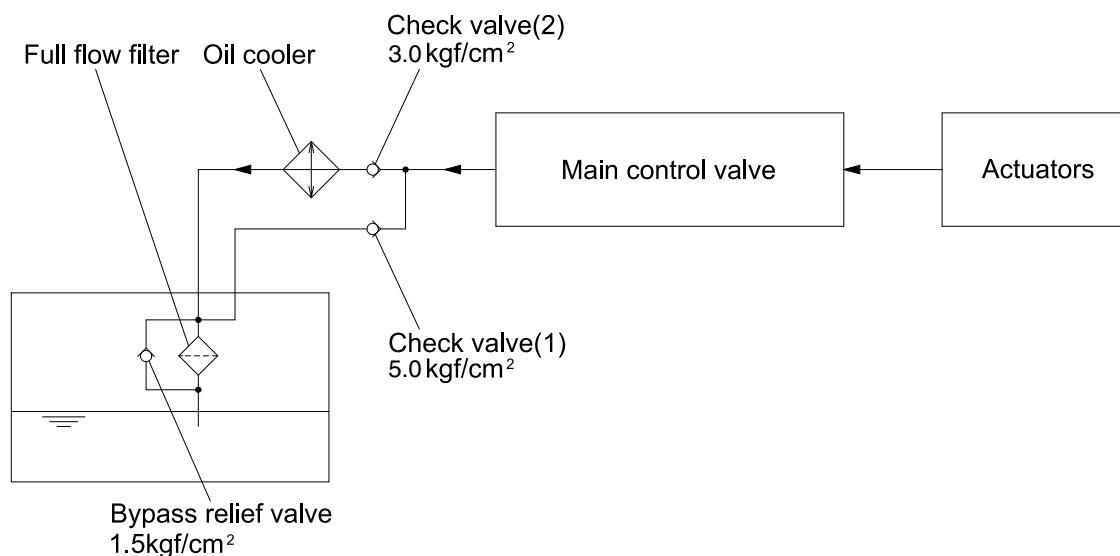 Check valve(2)
3.0 kgf/cm²
Full flow filter
Oil cooler
Main control valve
Actuators
Check valve(1)
5.0 kgf/cm²
Bypass relief valve
1.5kgf/cm²